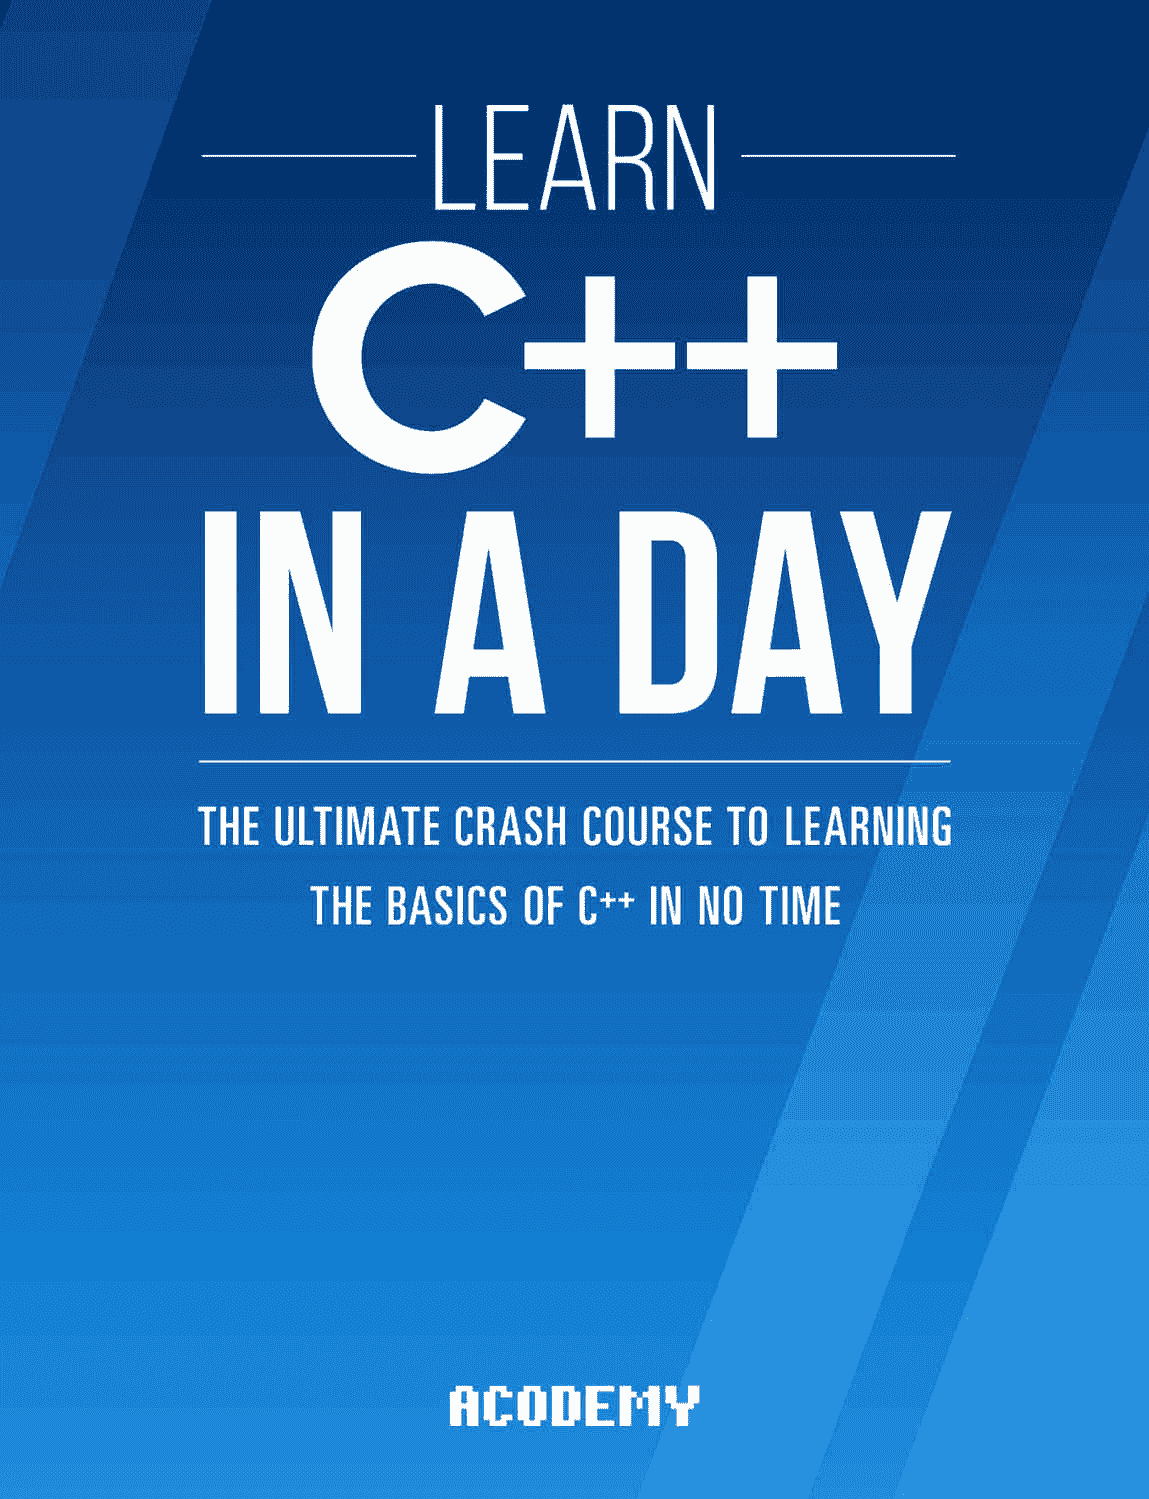 LEARN
C++
IN A DAY
THE ULTIMATE CRASH COURSE TO LEARNING
THE BASICS OF C++ IN NO TIME
ACODEMY